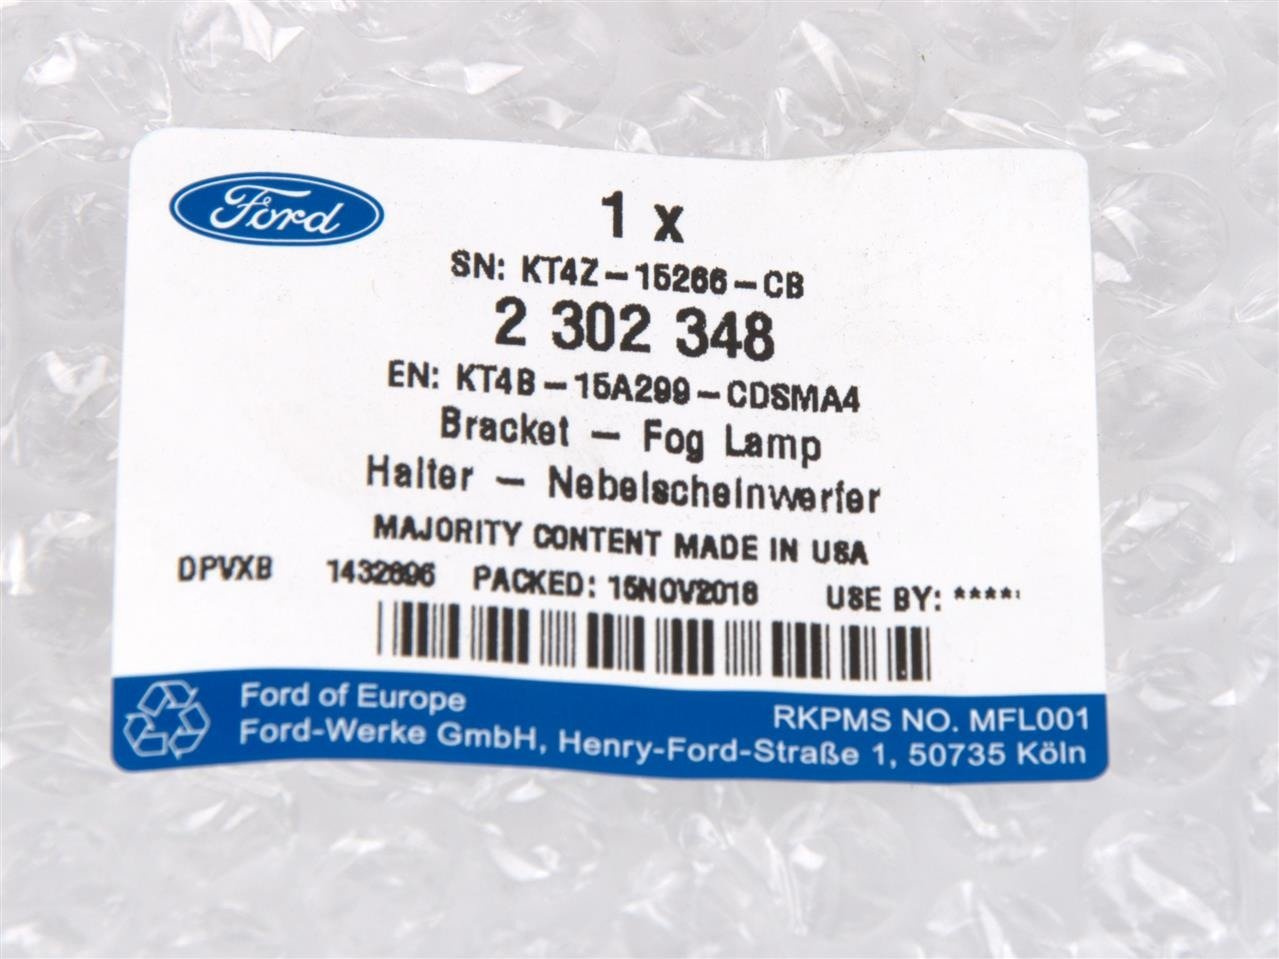 Ford
1 x
SN: KT4Z-15266-CB
2 302 348
EN: KT4B-15A299-CDSMA4
Bracket - Fog Lamp
Halter - Nebelscheinwerfer
MAJORITY CONTENT MADE IN USA
DPVXB 1432696 PACKED: 15NOV2018 USE BY: ****
Ford of Europe
RKPMS NO. MFL001
Ford-Werke GmbH, Henry-Ford-Straße 1, 50735 Köln